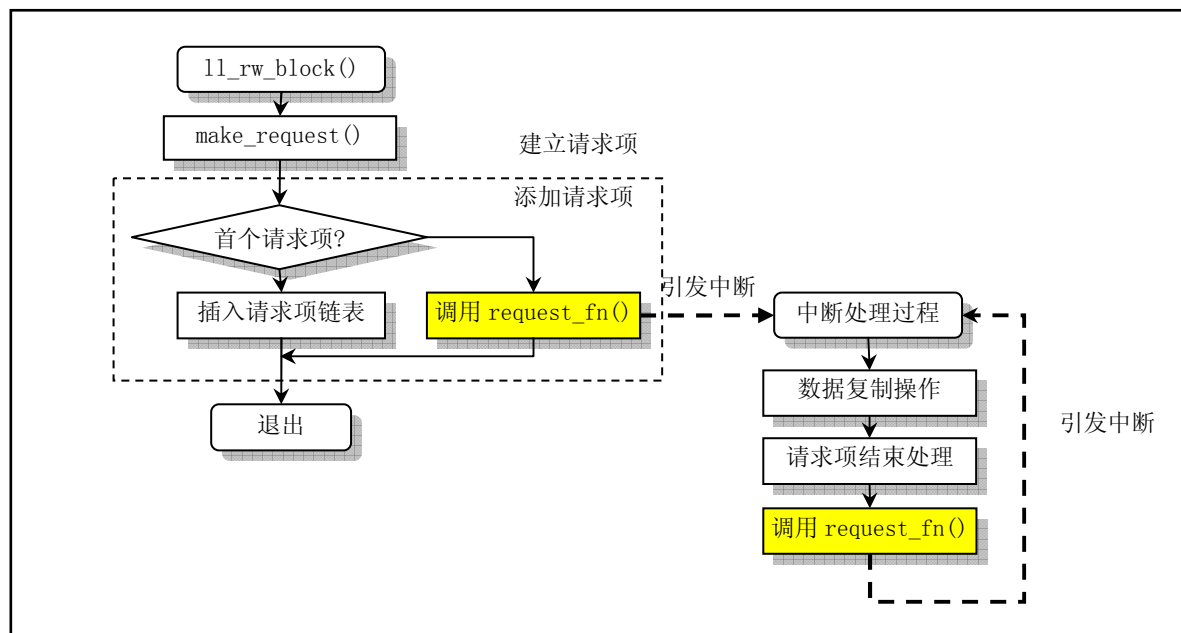 ll_rw_block()
make_request()
建立请求项
添加请求项
首个请求项?
插入请求项链表
调用 request_fn()
引发中断
中断处理过程
数据复制操作
退出
引发中断
请求项结束处理
调用 request_fn()